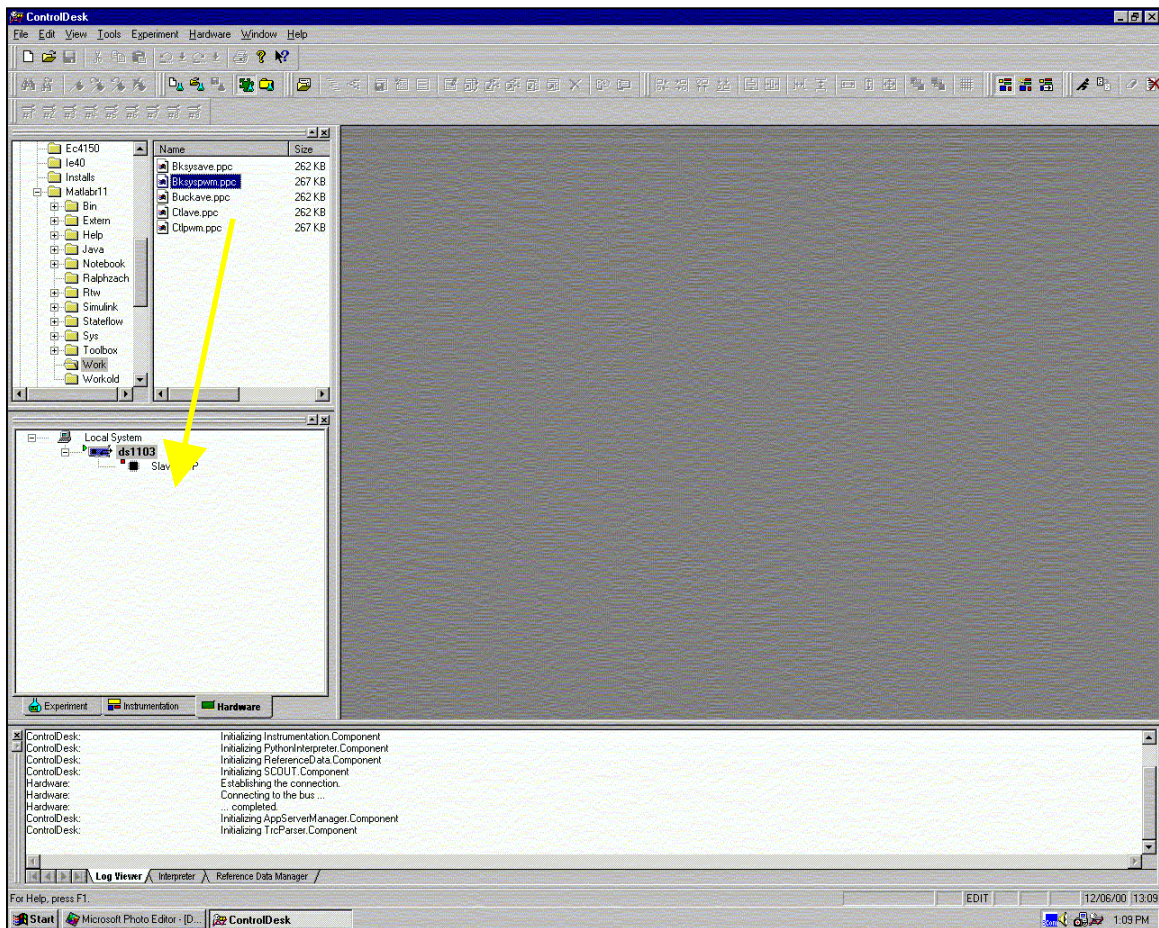 ControlDesk
File Edit View Tools Experiment Hardware Window Help
Ec4150
Ie40
Installs
Matlabr11
Bin
Extern
Help
Java
Notebook
Ralphzach
Rtw
Simulink
Stateflow
Sys
Toolbox
Work
Workold
Name Size
Bksysave.ppc 262 KB
Bksyspwm.ppc 267 KB
Buckave.ppc 262 KB
Ctlave.ppc 262 KB
Ctlpwm.ppc 267 KB
Local System
ds1103
Experiment Instrumentation Hardware
ControlDesk: Initializing Instrumentation.Component
ControlDesk: Initializing PythonInterpreter.Component
ControlDesk: Initializing ReferenceData.Component
ControlDesk: Initializing SCOUT.Component
Hardware: Establishing the connection.
Hardware: Connecting to the bus ...
Hardware: ... completed.
ControlDesk: Initializing AppServerManager.Component
ControlDesk: Initializing TrcParser.Component
Log Viewer Interpreter Reference Data Manager
For Help, press F1. EDIT 12/06/00 13:09
Start Microsoft Photo Editor - [D... ControlDesk 1:09 PM